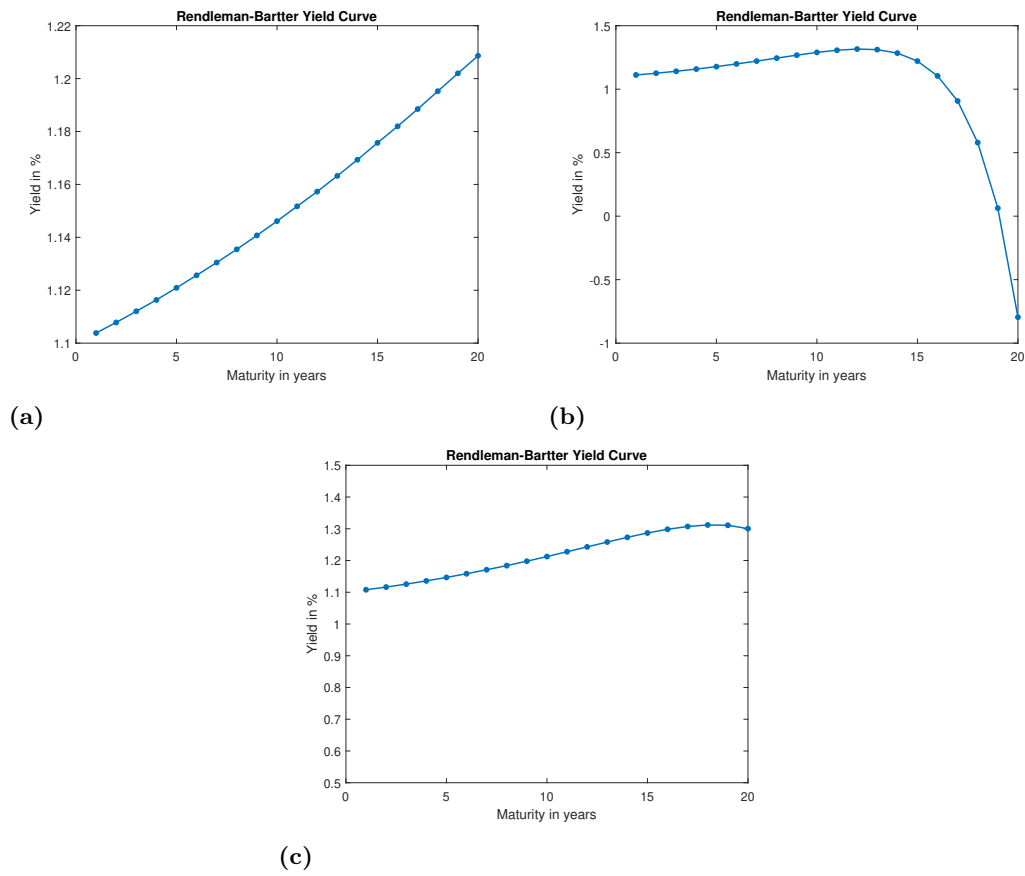 Rendleman-Bartter Yield Curve
1.22
1.2
1.18
1.16
1.14
1.12
1.1
Yield in %
0 5 10 15 20
Maturity in years
(a)
Rendleman-Bartter Yield Curve
1.5
1
0.5
0
-0.5
-1
Yield in %
0 5 10 15 20
Maturity in years
(b)
Rendleman-Bartter Yield Curve
1.5
1.4
1.3
1.2
1.1
1
0.9
0.8
0.7
0.6
0.5
Yield in %
0 5 10 15 20
Maturity in years
(c)